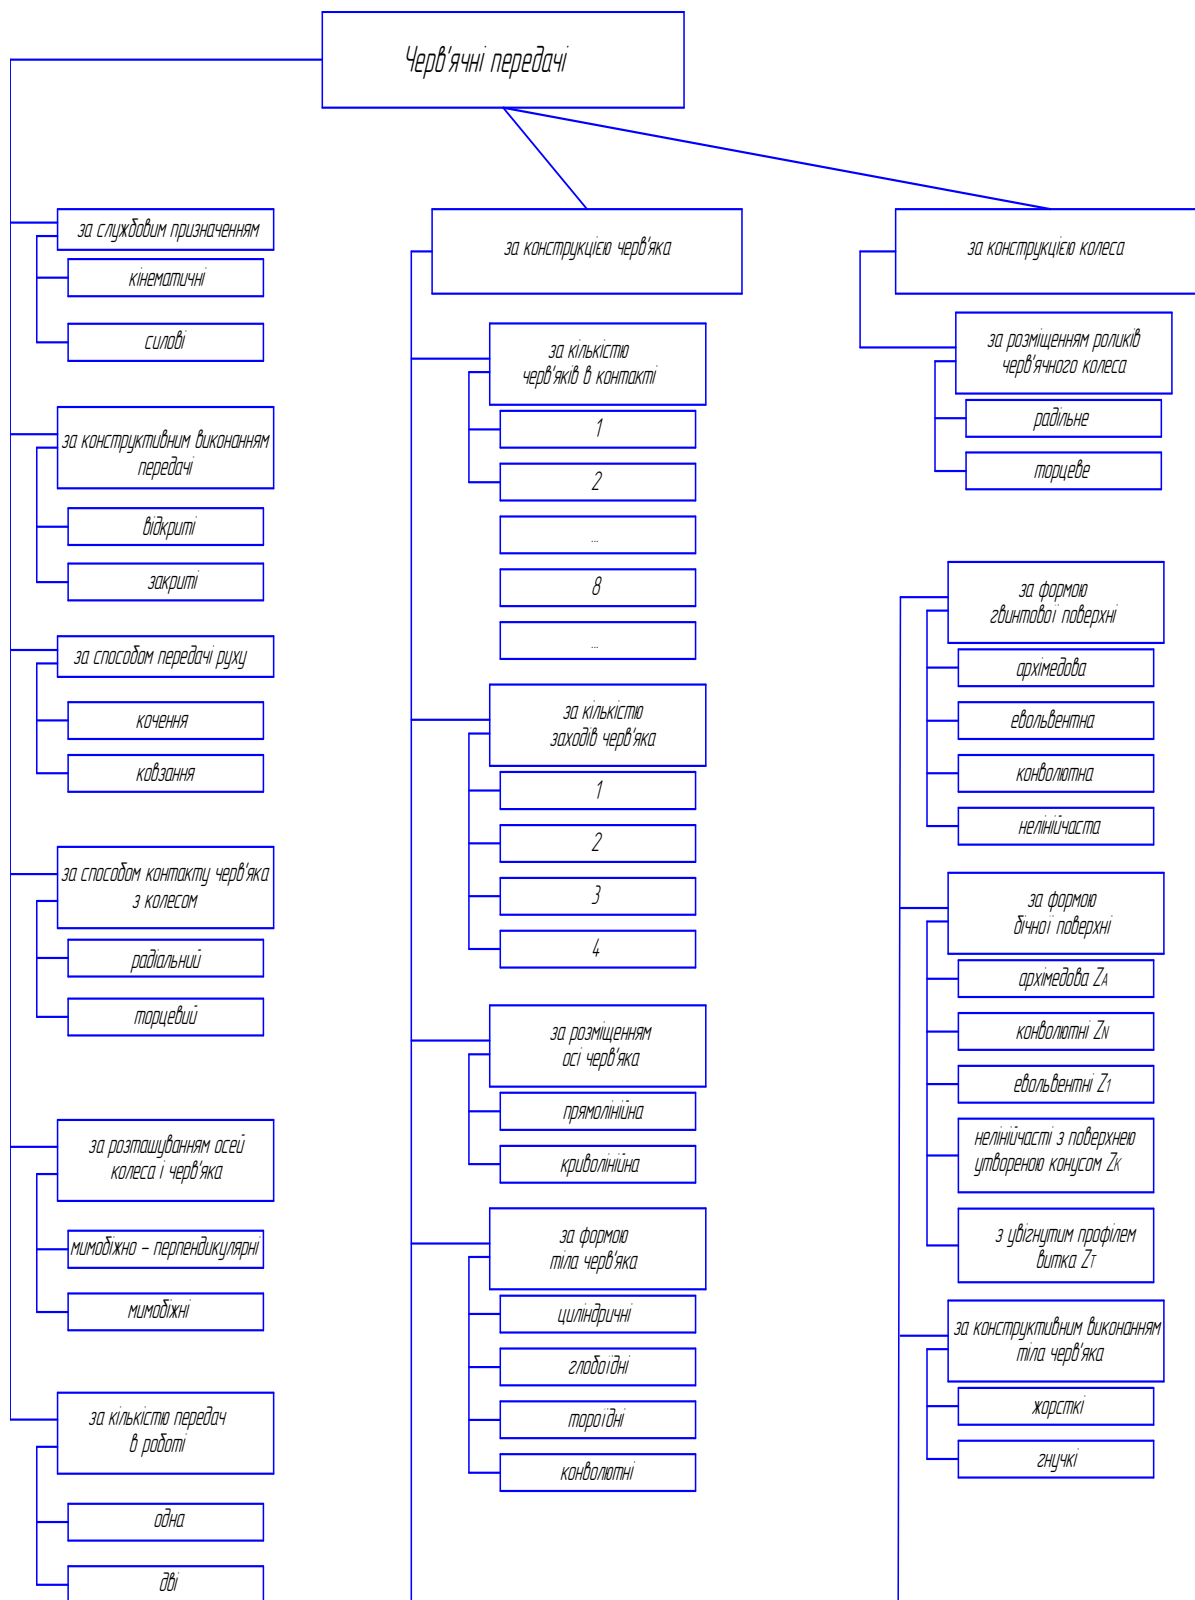 Черв'ячні передачі
за службовим призначенням
кінематичні
силові
за конструктивним виконанням
передачі
відкриті
закриті
за способом передачі руху
кочення
ковзання
за способом контакту черв'яка
з колесом
радіальний
торцевий
за розташуванням осей
колеса і черв'яка
мимобіжно – перпендикулярні
мимобіжні
за кількістю передач
в роботі
одна
дві
за конструкцією черв'яка
за кількістю
черв'яків в контакті
1
2
...
8
...
за кількістю
заходів черв'яка
1
2
3
4
за розміщенням
осі черв'яка
прямолінійна
криволінійна
за формою
тіла черв'яка
циліндричні
глобоїдні
тороїдні
конволютні
за конструкцією колеса
за розміщенням роликів
черв'ячного колеса
радільне
торцеве
за формою
гвинтової поверхні
архімедова
евольвентна
конволютна
нелінійчаста
за формою
бічної поверхні
архімедова ZA
конволютні ZN
евольвентні Z1
нелінійчасті з поверхнею
утвореною конусом ZK
з увігнутим профілем
витка ZT
за конструктивним виконанням
тіла черв'яка
жорсткі
гнучкі